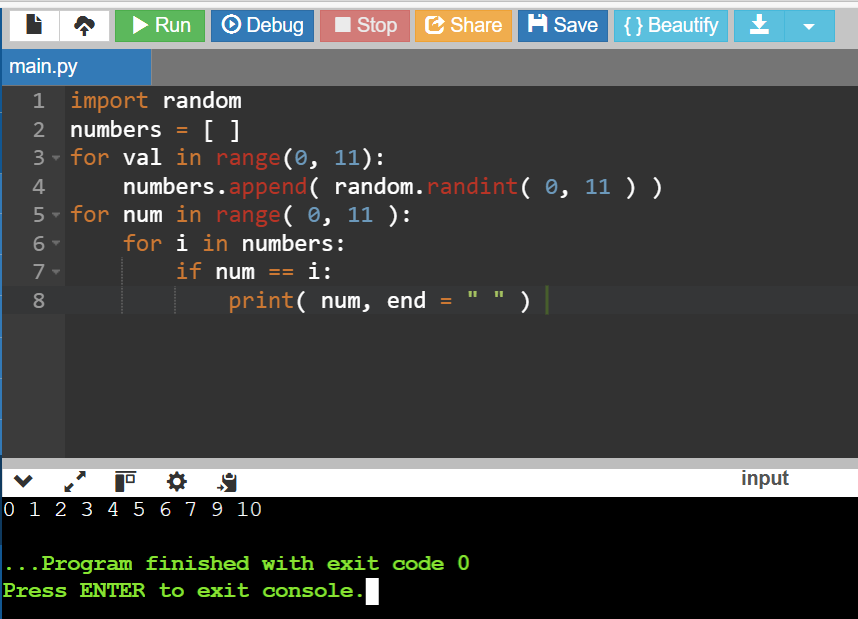 Run Debug Stop Share Save { } Beautify
main.py
1 import random
2 numbers = [ ]
3 for val in range(0, 11):
4     numbers.append( random.randint( 0, 11 ) )
5 for num in range( 0, 11 ):
6     for i in numbers:
7         if num == i:
8             print( num, end = " " )
input
0 1 2 3 4 5 6 7 9 10
...Program finished with exit code 0
Press ENTER to exit console.